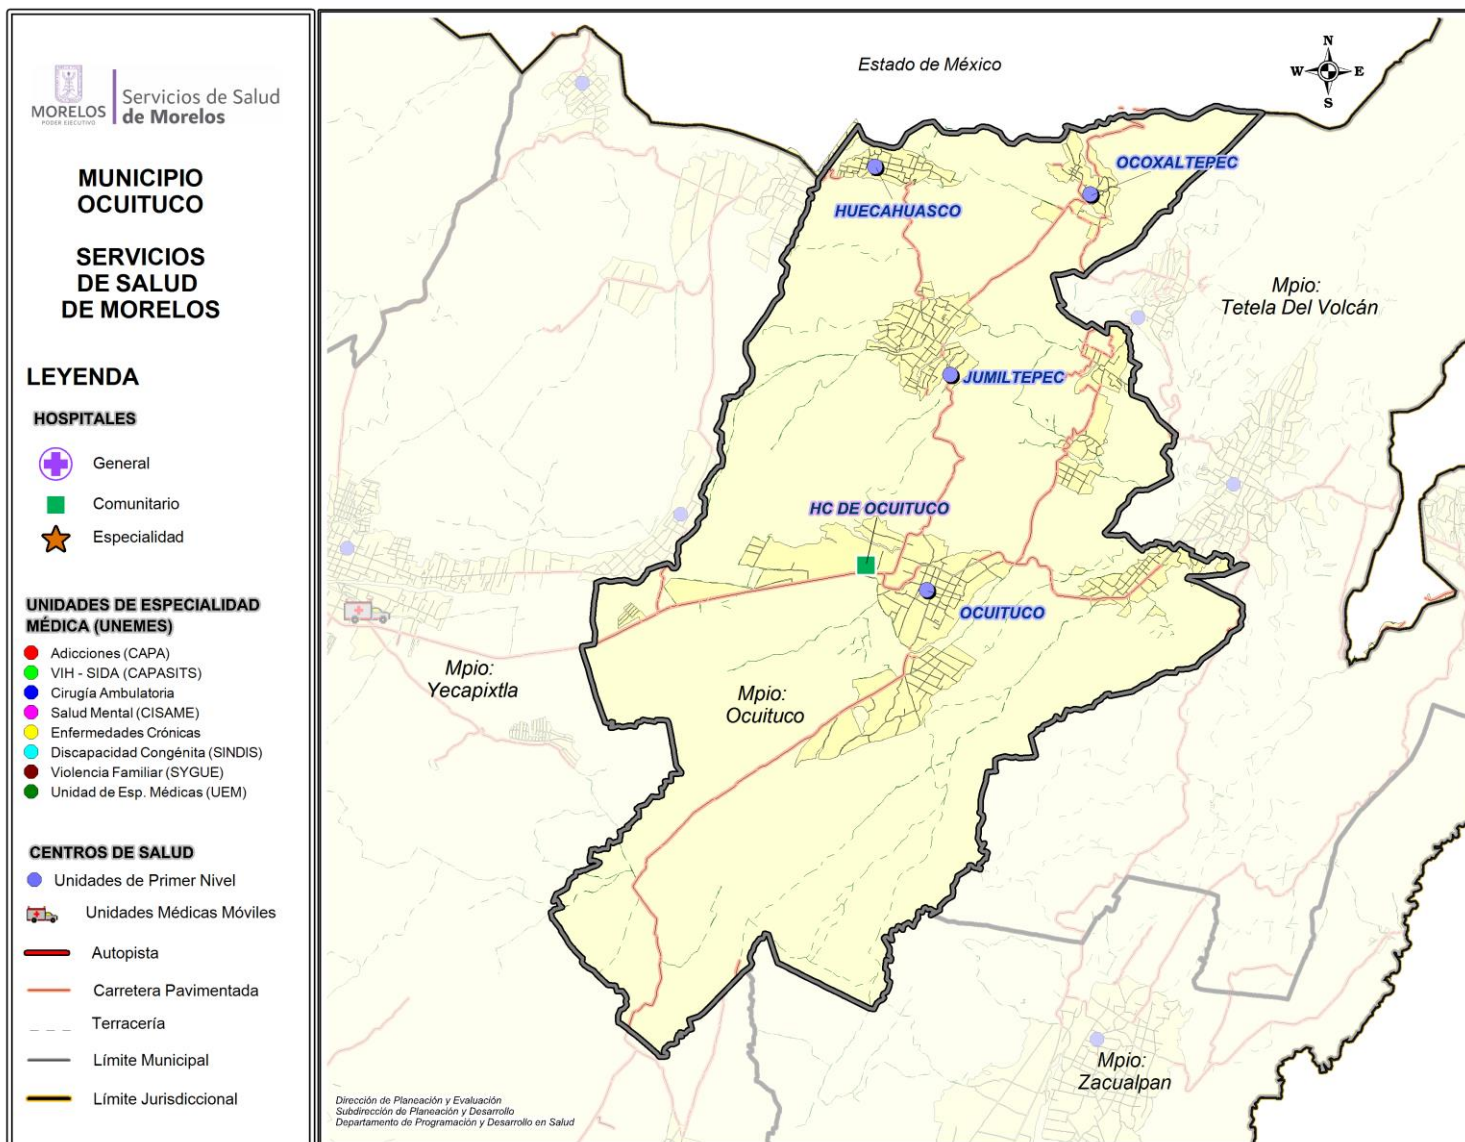 MORELOS
PODER EJECUTIVO
Servicios de Salud
de Morelos
MUNICIPIO
OCUITUCO
SERVICIOS
DE SALUD
DE MORELOS
LEYENDA
HOSPITALES
General
Comunitario
Especialidad
UNIDADES DE ESPECIALIDAD
MÉDICA (UNEMES)
Adicciones (CAPA)
VIH - SIDA (CAPASITS)
Cirugía Ambulatoria
Salud Mental (CISAME)
Enfermedades Crónicas
Discapacidad Congénita (SINDIS)
Violencia Familiar (SYGUE)
Unidad de Esp. Médicas (UEM)
CENTROS DE SALUD
Unidades de Primer Nivel
Unidades Médicas Móviles
Autopista
Carretera Pavimentada
Terracería
Límite Municipal
Límite Jurisdiccional
Estado de México
N
W E
S
OCOXALTEPEC
HUECAHUASCO
Mpio:
Tetela Del Volcán
JUMILTEPEC
HC DE OCUITUCO
OCUITUCO
Mpio:
Yecapixtla
Mpio:
Ocuituco
Mpio:
Zacualpan
Dirección de Planeación y Evaluación
Subdirección de Planeación y Desarrollo
Departamento de Programación y Desarrollo en Salud